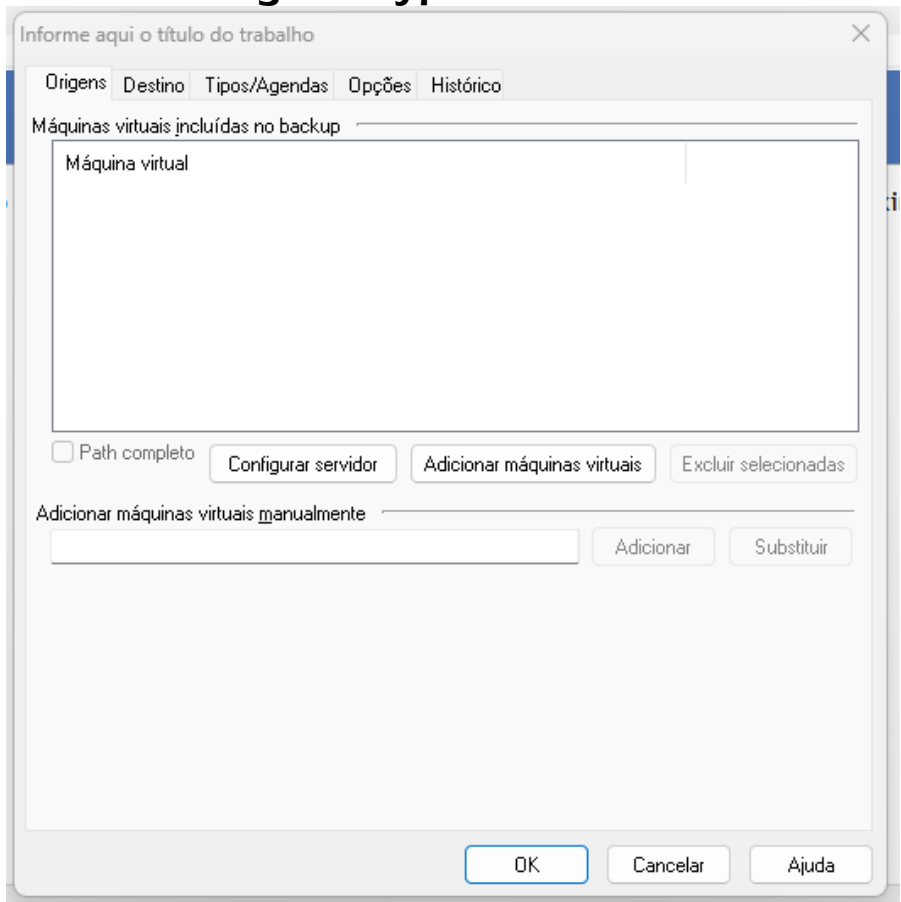 Informe aqui o título do trabalho
Origens Destino Tipos/Agendas Opções Histórico
Máquinas virtuais incluídas no backup
Máquina virtual
Path completo Configurar servidor Adicionar máquinas virtuais Excluir selecionadas
Adicionar máquinas virtuais manualmente
Adicionar Substituir
OK Cancelar Ajuda